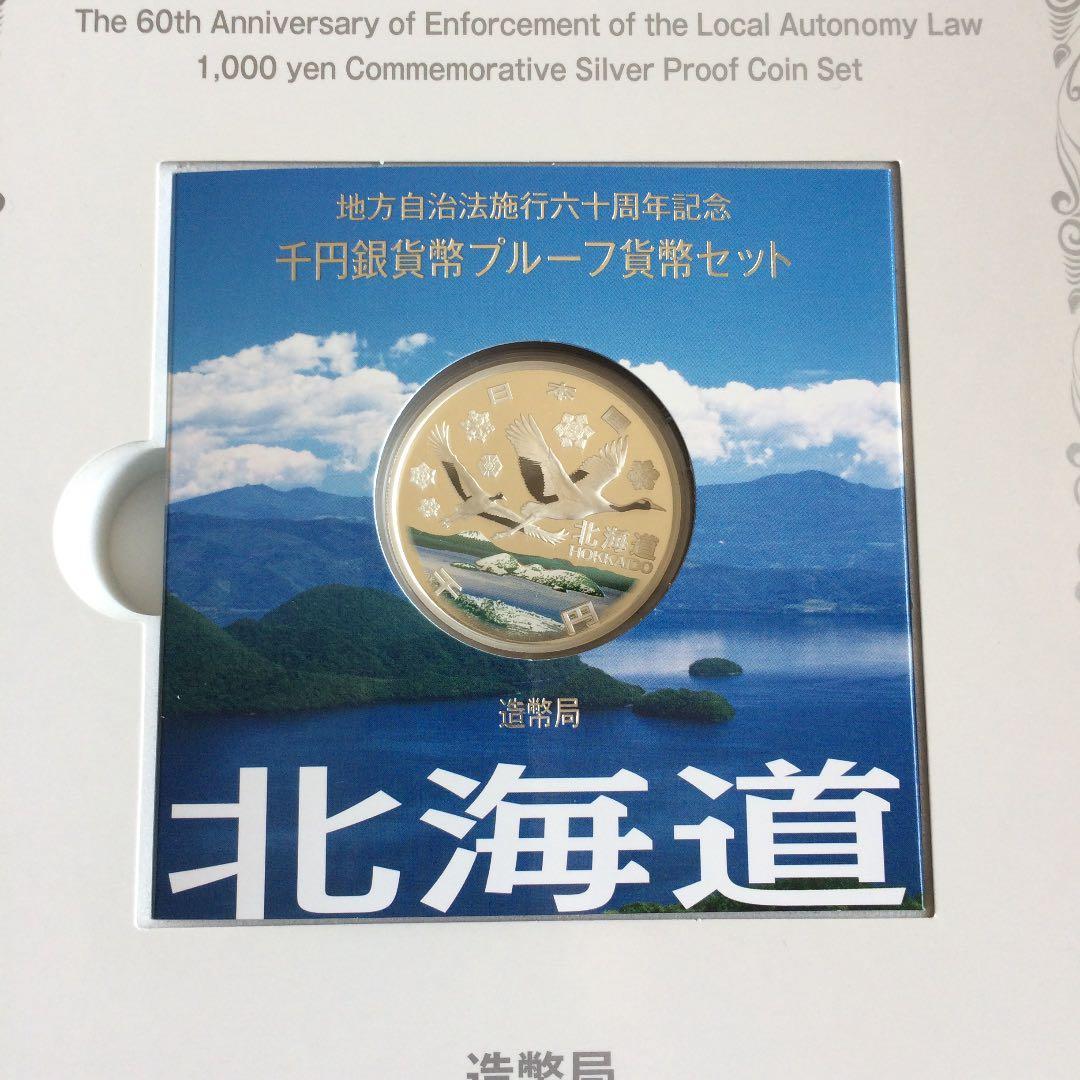 The 60th Anniversary of Enforcement of the Local Autonomy Law
1,000 yen Commemorative Silver Proof Coin Set
地方自治法施行六十周年記念
千円銀貨幣プルーフ貨幣セット
日本国
北海道
HOKKAIDO
千円
造幣局
北海道
造幣局